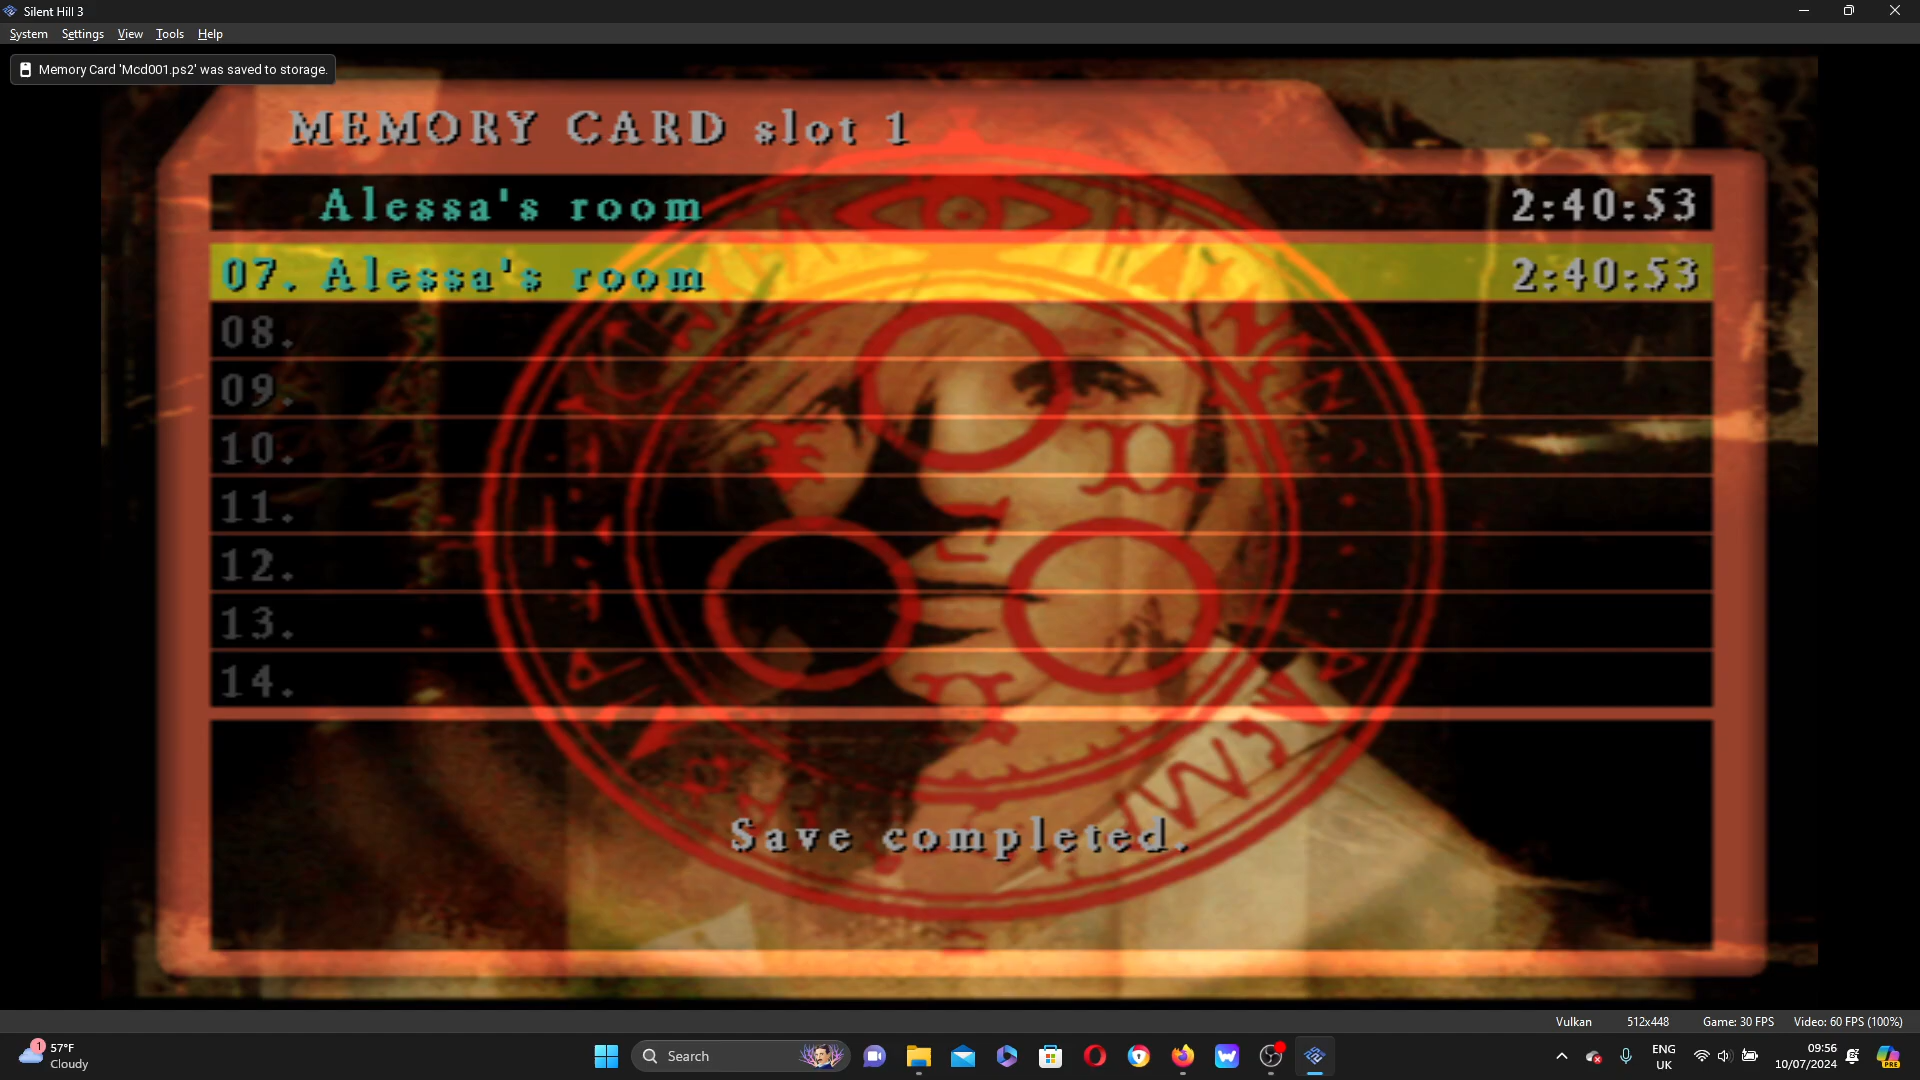 Silent Hill 3
System Settings View Tools Help
Memory Card 'Mcd001.ps2' was saved to storage.
MEMORY CARD slot 1
Alessa's room 2:40:53
07. Alessa's room 2:40:53
08.
09.
10.
11.
12.
13.
14.
Save completed.
Vulkan 512x448 Game: 30 FPS Video: 60 FPS (100%)
1 57°F
Cloudy
Search
ENG
UK
09:56
10/07/2024
PRE